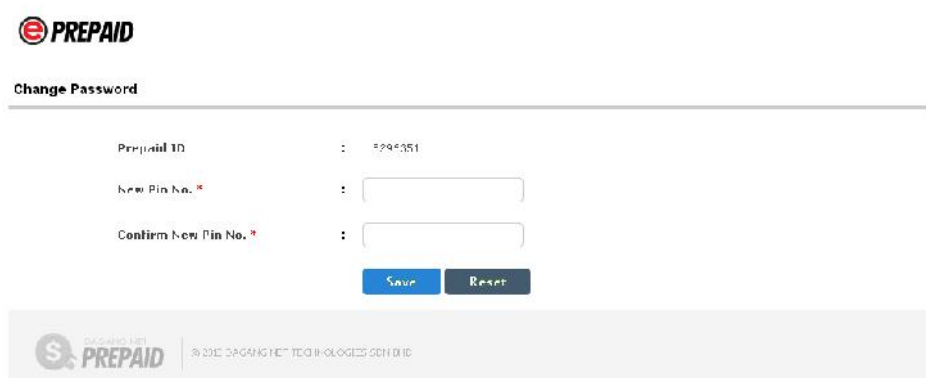 e PREPAID
Change Password
Prepaid ID :
New Pin No. * :
Confirm New Pin No. * :
Save Reset
DAGANG NET
PREPAID
DAGANG NET TECHNOLOGIES SDN BHD